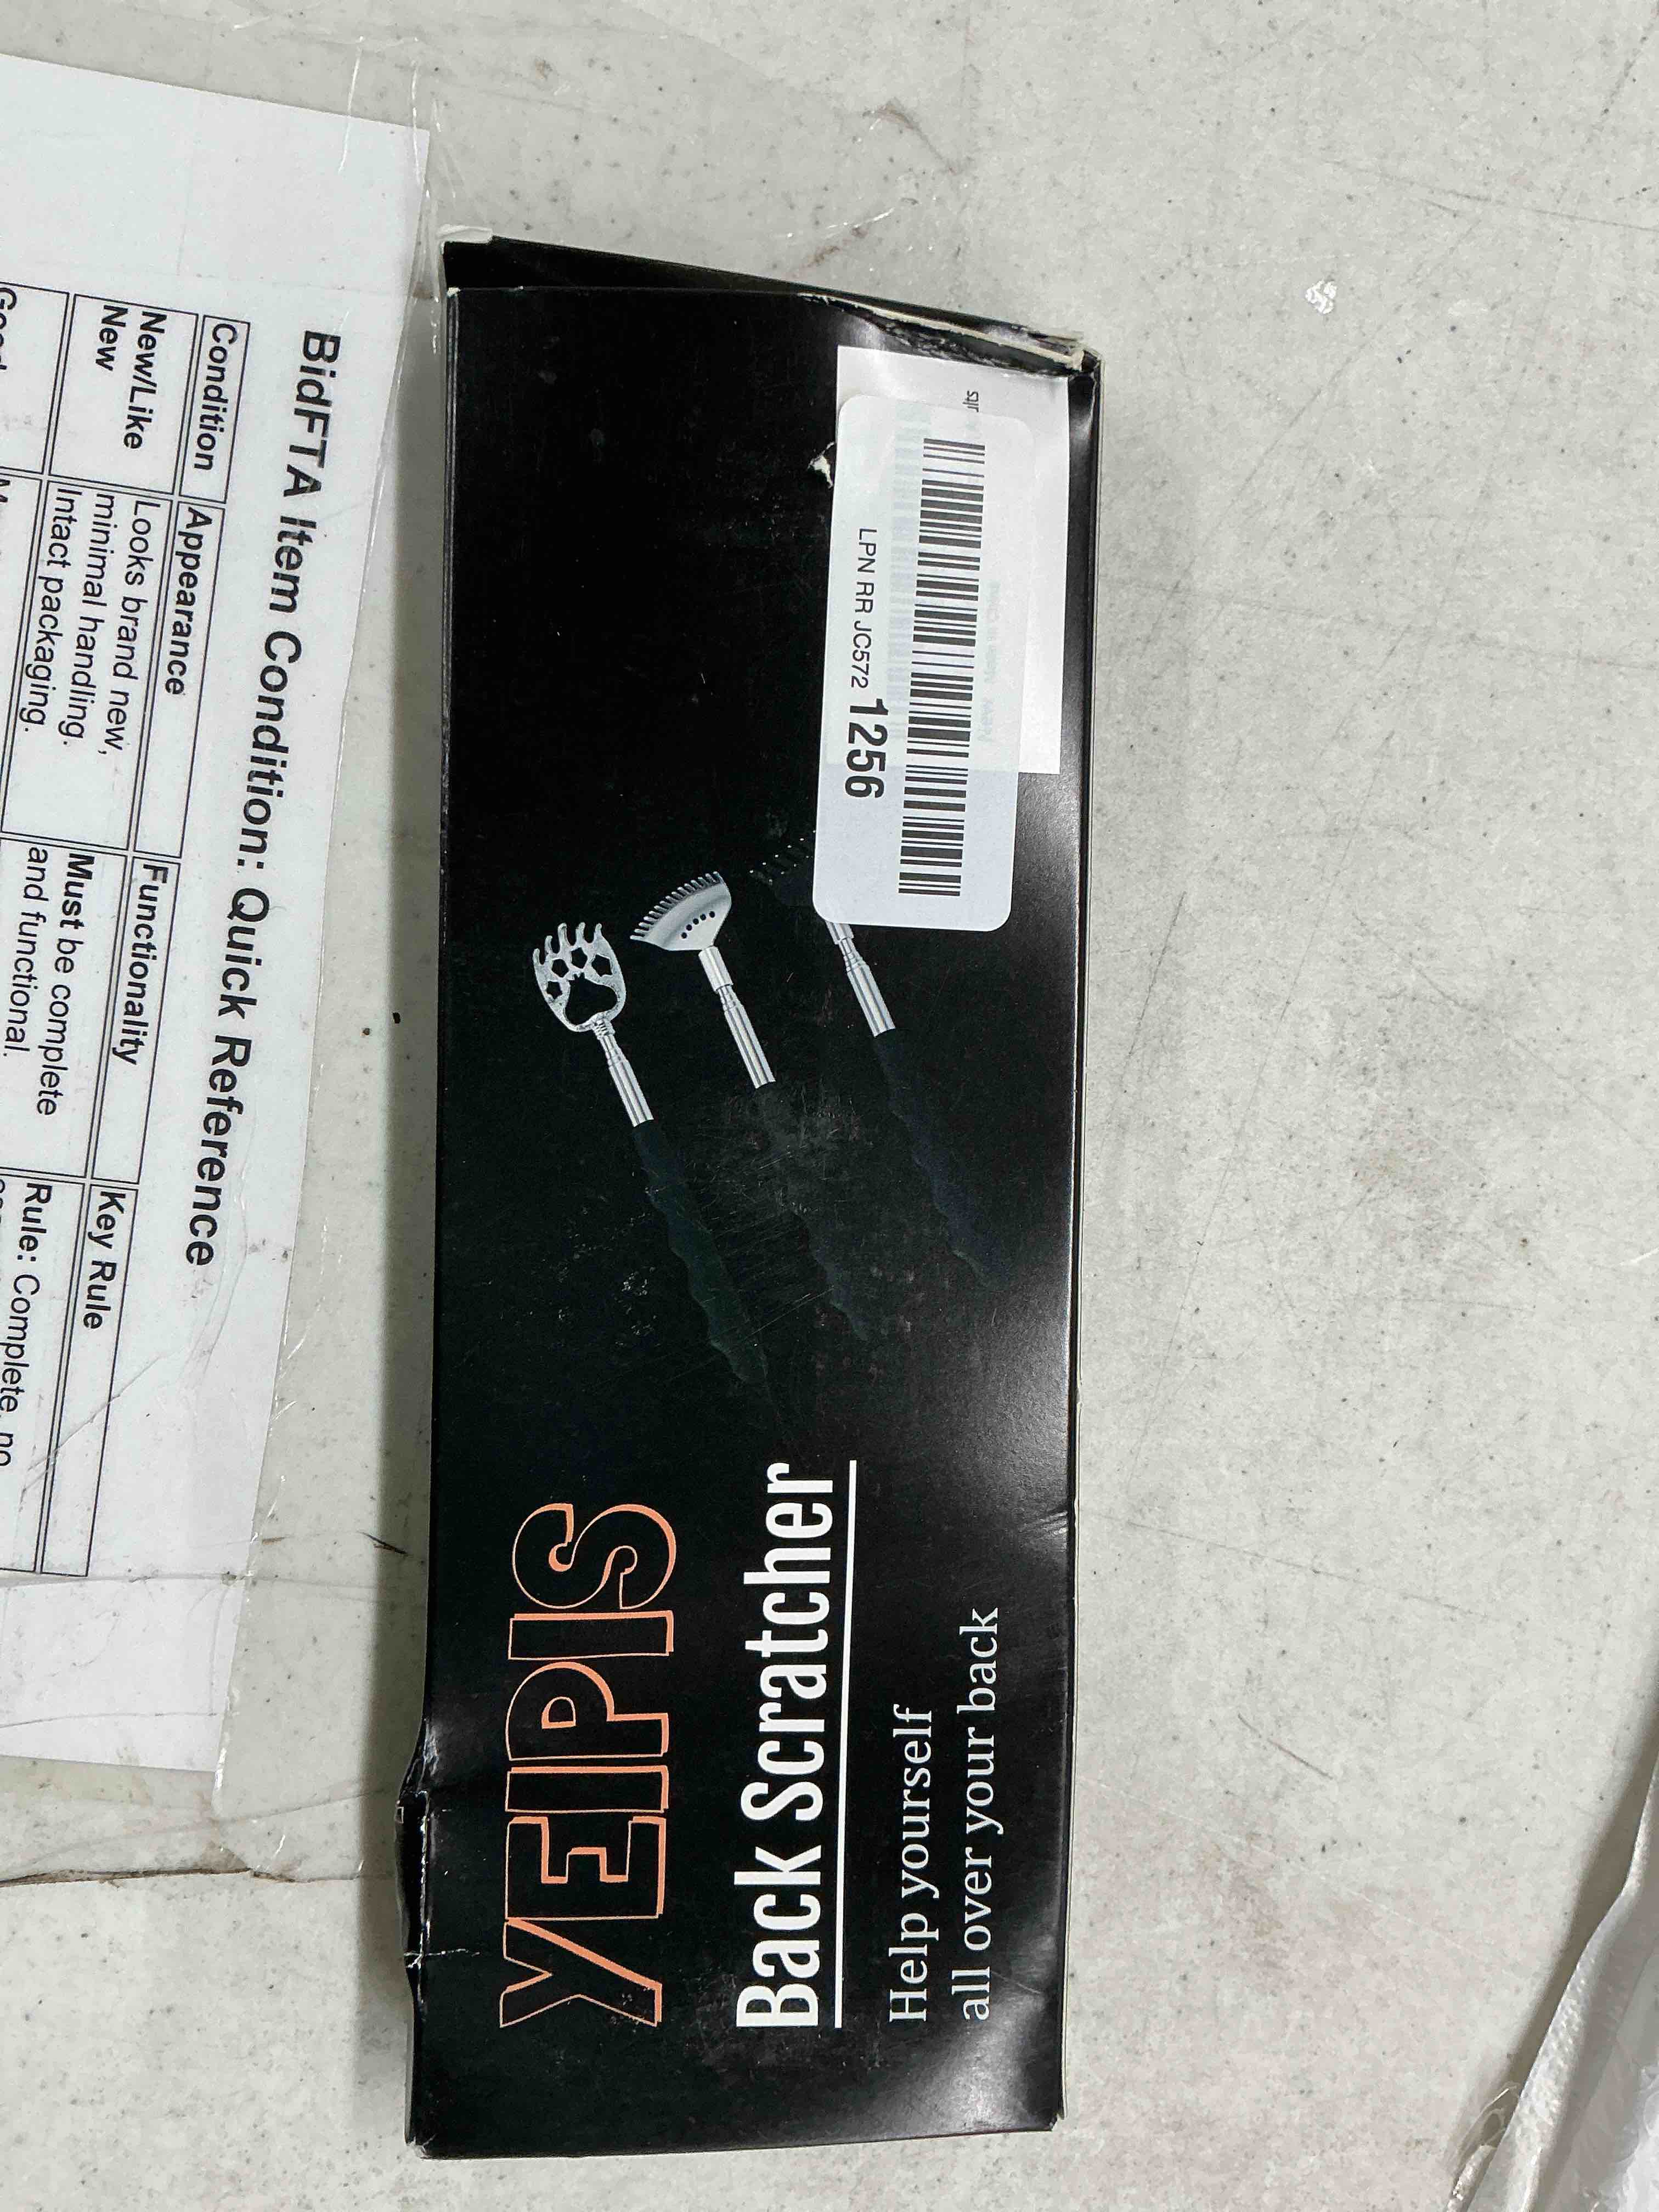 BidFTA Item Condition: Quick Reference
Condition
Appearance
Functionality
Key Rule
New/Like
New
Looks brand new,
minimal handling.
Intact packaging.
Must be complete
and functional.
Rule: Complete, no
LPN RR JC572 1256
YEIPIS
Back Scratcher
Help yourself
all over your back